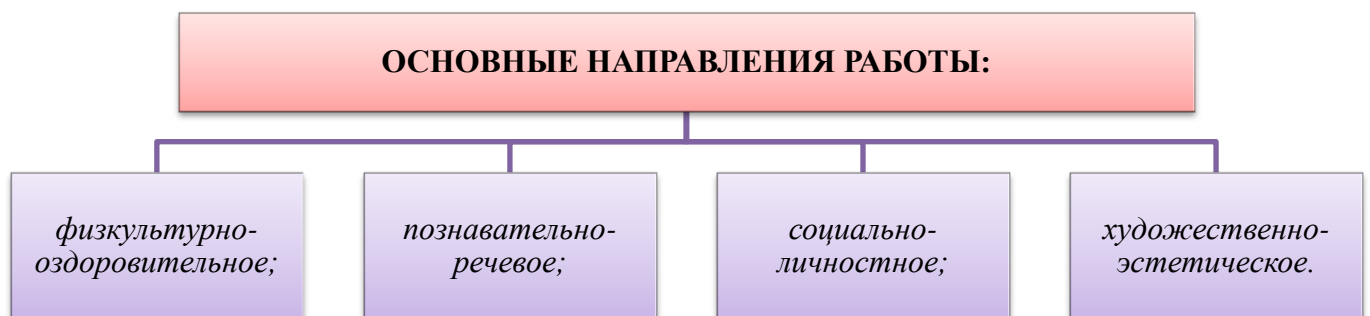 ОСНОВНЫЕ НАПРАВЛЕНИЯ РАБОТЫ:
физкультурно-
оздоровительное;
познавательно-
речевое;
социально-
личностное;
художественно-
эстетическое.